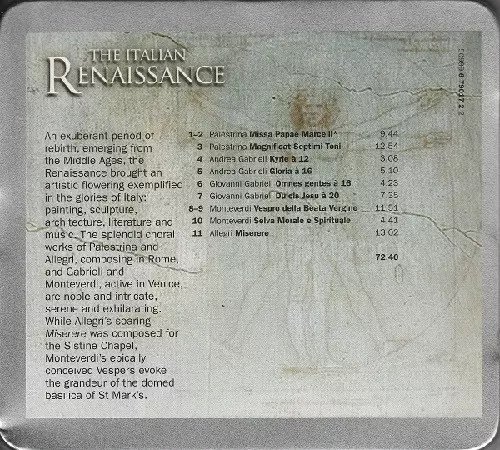 THE ITALIAN
RENAISSANCE
An exuberant period of
rebirth, emerging from
the Middle Ages, the
Renaissance brought an
artistic flowering exemplified
in the glories of Italy:
painting, sculpture,
architecture, literature and
music. The splendid choral
works of Palestrina and
Allegri, composing in Rome,
and Gabrieli and
Monteverdi, active in Venice,
are noble and intricate,
serene and exhilarating.
While Allegri's soaring
Miserere was composed for
the Sistine Chapel,
Monteverdi's epically
conceived Vespers evoke
the grandeur of the domed
basilica of St Mark's.
1–2 Palestrina Missa Papae Marcelli* 9.44
3 Palestrina Magnificat Septimi Toni 12.54
4 Andrea Gabrieli Kyrie à 12 3.08
5 Andrea Gabrieli Gloria à 16 5.10
6 Giovanni Gabrieli Omnes gentes à 16 4.23
7 Giovanni Gabrieli Dulcis Jesu à 20 7.35
8–9 Monteverdi Vespro della Beata Vergine 11.51
10 Monteverdi Selva Morale e Spirituale 4.41
11 Allegri Miserere 13.02
72.40